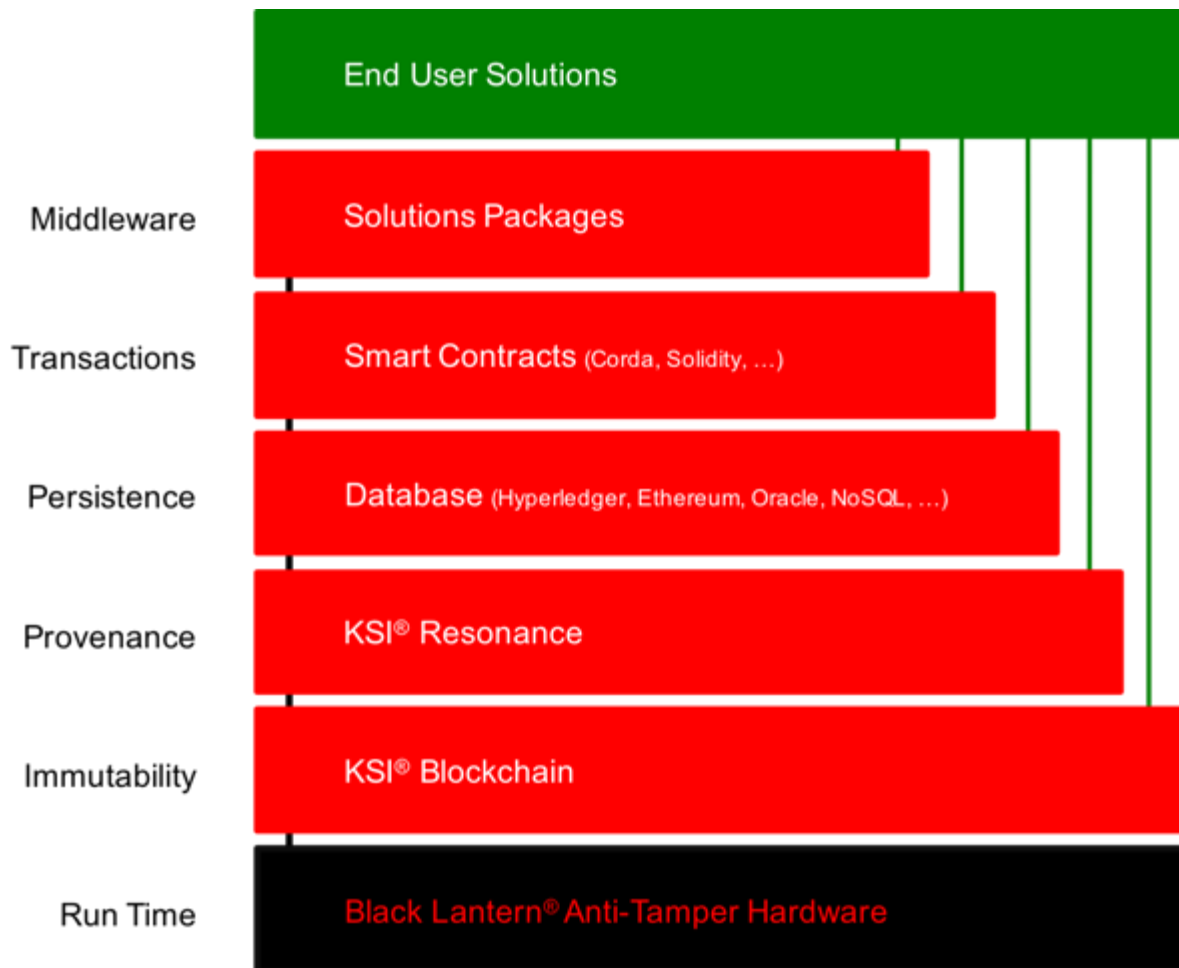 End User Solutions
Middleware
Solutions Packages
Transactions
Smart Contracts (Corda, Solidity, …)
Persistence
Database (Hyperledger, Ethereum, Oracle, NoSQL, …)
Provenance
KSI® Resonance
Immutability
KSI® Blockchain
Run Time
Black Lantern® Anti-Tamper Hardware